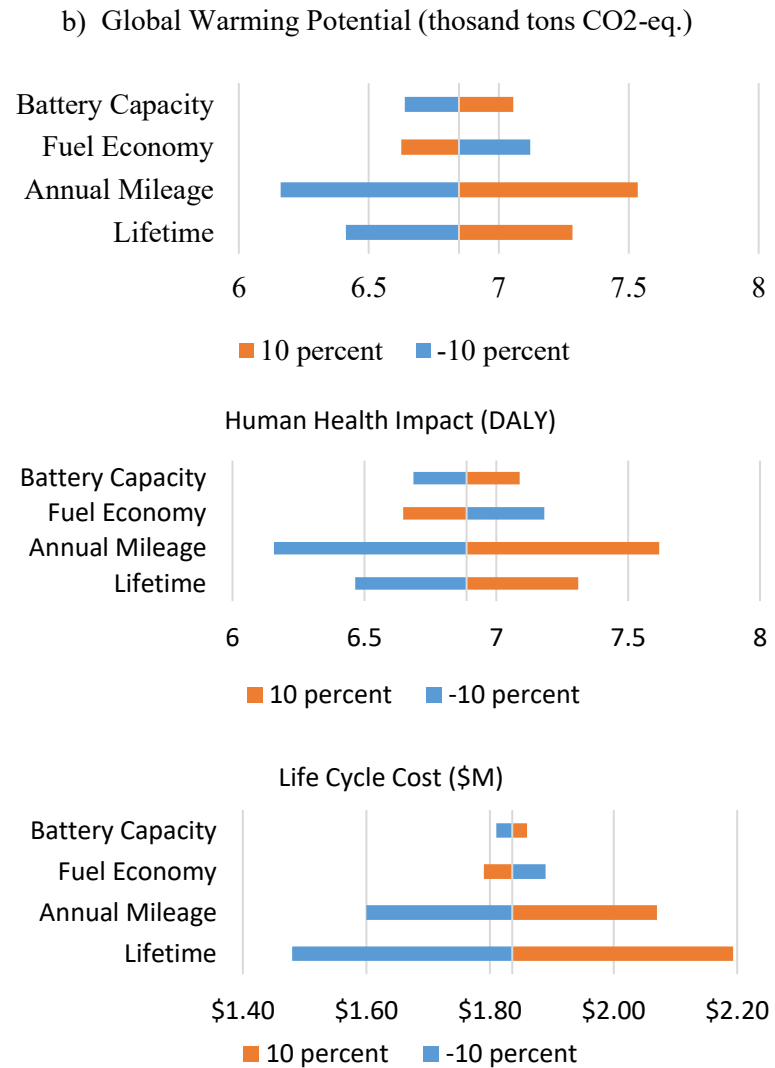 b) Global Warming Potential (thosand tons CO2-eq.)
Battery Capacity
Fuel Economy
Annual Mileage
Lifetime
6 6.5 7 7.5 8
10 percent -10 percent
Human Health Impact (DALY)
Battery Capacity
Fuel Economy
Annual Mileage
Lifetime
6 6.5 7 7.5 8
10 percent -10 percent
Life Cycle Cost ($M)
Battery Capacity
Fuel Economy
Annual Mileage
Lifetime
$1.40 $1.60 $1.80 $2.00 $2.20
10 percent -10 percent